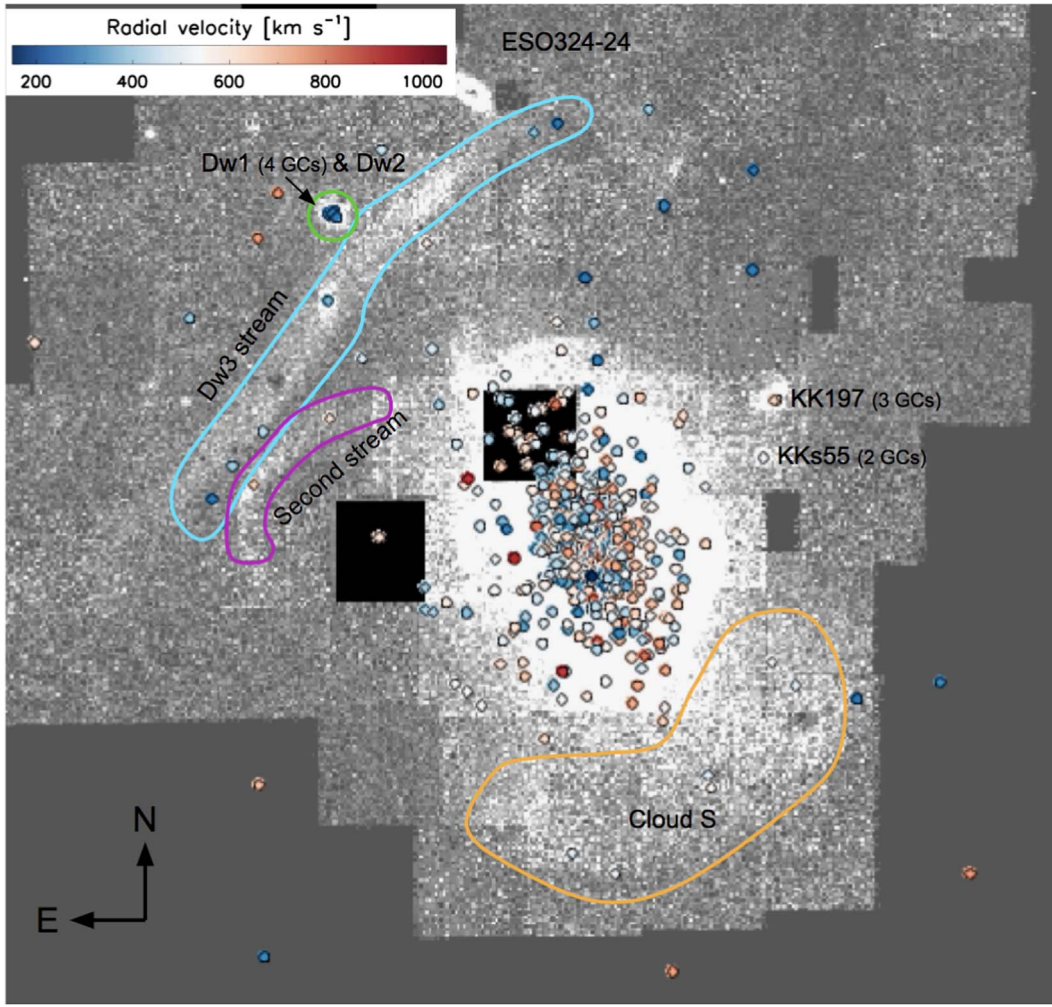 Radial velocity [km s⁻¹]
200 400 600 800 1000
ESO324-24
Dw1 (4 GCs) & Dw2
Dw3 stream
KK197 (3 GCs)
Second stream
KKs55 (2 GCs)
Cloud S
N
E